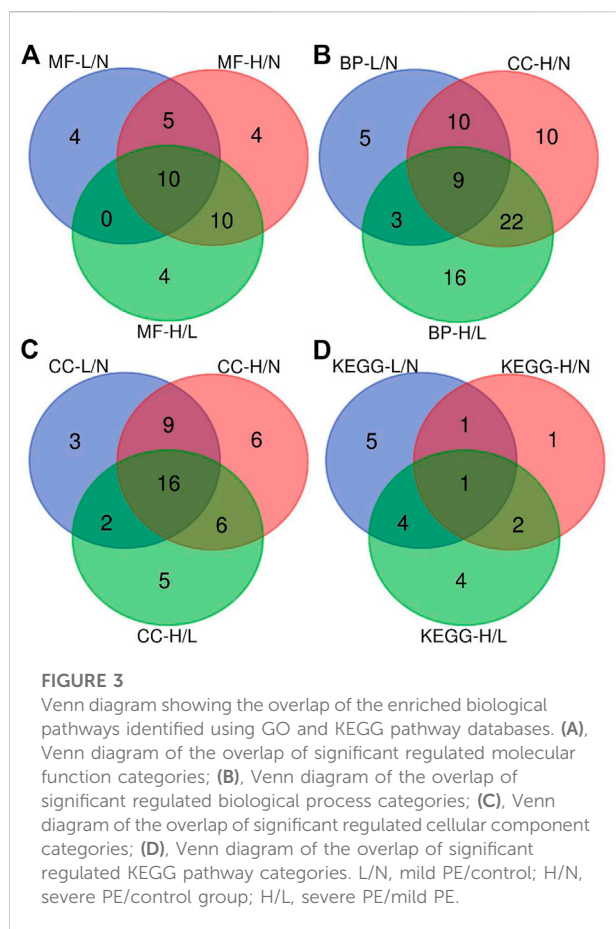 A
MF-L/N
MF-H/N
4
5
4
10
0
10
4
MF-H/L
B
BP-L/N
CC-H/N
5
10
10
9
3
22
16
BP-H/L
C
CC-L/N
CC-H/N
3
9
6
16
2
6
5
CC-H/L
D
KEGG-L/N
KEGG-H/N
5
1
1
1
4
2
4
KEGG-H/L
FIGURE 3
Venn diagram showing the overlap of the enriched biological
pathways identified using GO and KEGG pathway databases. (A),
Venn diagram of the overlap of significant regulated molecular
function categories; (B), Venn diagram of the overlap of
significant regulated biological process categories; (C), Venn
diagram of the overlap of significant regulated cellular component
categories; (D), Venn diagram of the overlap of significant
regulated KEGG pathway categories. L/N, mild PE/control; H/N,
severe PE/control group; H/L, severe PE/mild PE.